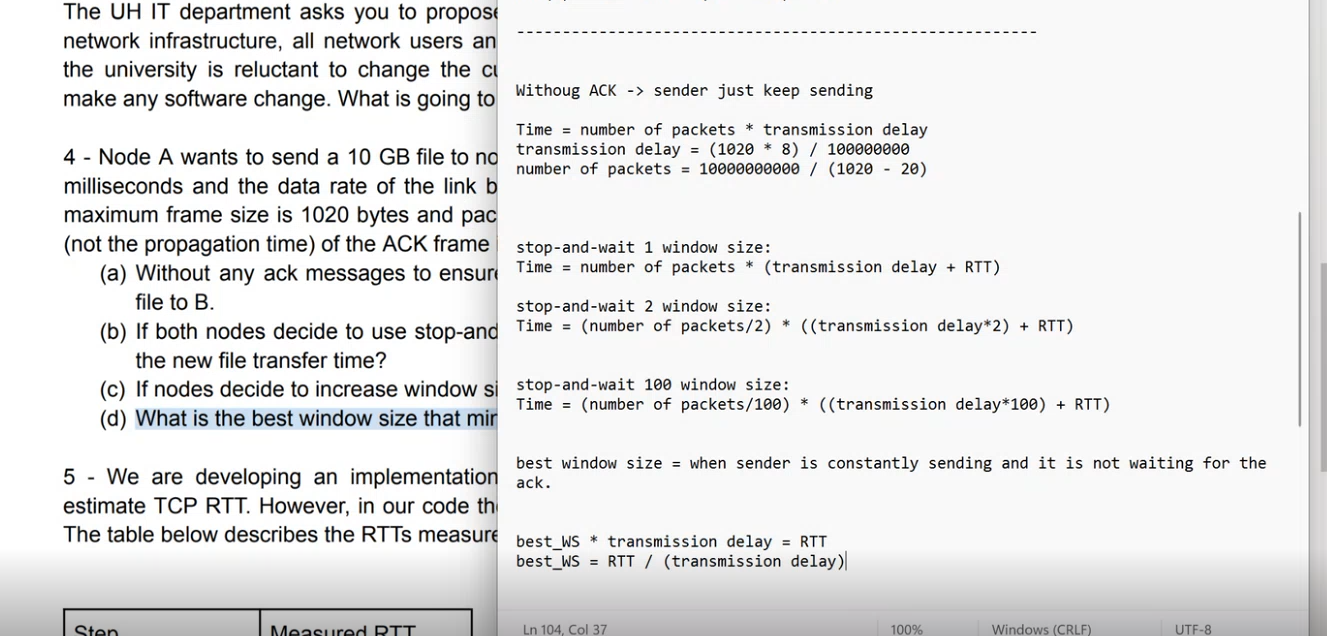 The UH IT department asks you to propose
network infrastructure, all network users an
the university is reluctant to change the cu
make any software change. What is going to
4 - Node A wants to send a 10 GB file to no
milliseconds and the data rate of the link b
maximum frame size is 1020 bytes and pac
(not the propagation time) of the ACK frame
(a) Without any ack messages to ensure
file to B.
(b) If both nodes decide to use stop-and
the new file transfer time?
(c) If nodes decide to increase window si
(d) What is the best window size that min
5 - We are developing an implementation
estimate TCP RTT. However, in our code the
The table below describes the RTTs measure
Step
Measured RTT
-----------------------------------------------------------
Withoug ACK -> sender just keep sending
Time = number of packets * transmission delay
transmission delay = (1020 * 8) / 100000000
number of packets = 10000000000 / (1020 - 20)
stop-and-wait 1 window size:
Time = number of packets * (transmission delay + RTT)
stop-and-wait 2 window size:
Time = (number of packets/2) * ((transmission delay*2) + RTT)
stop-and-wait 100 window size:
Time = (number of packets/100) * ((transmission delay*100) + RTT)
best window size = when sender is constantly sending and it is not waiting for the
ack.
best_WS * transmission delay = RTT
best_WS = RTT / (transmission delay)
Ln 104, Col 37
100%
Windows (CRLF)
UTF-8